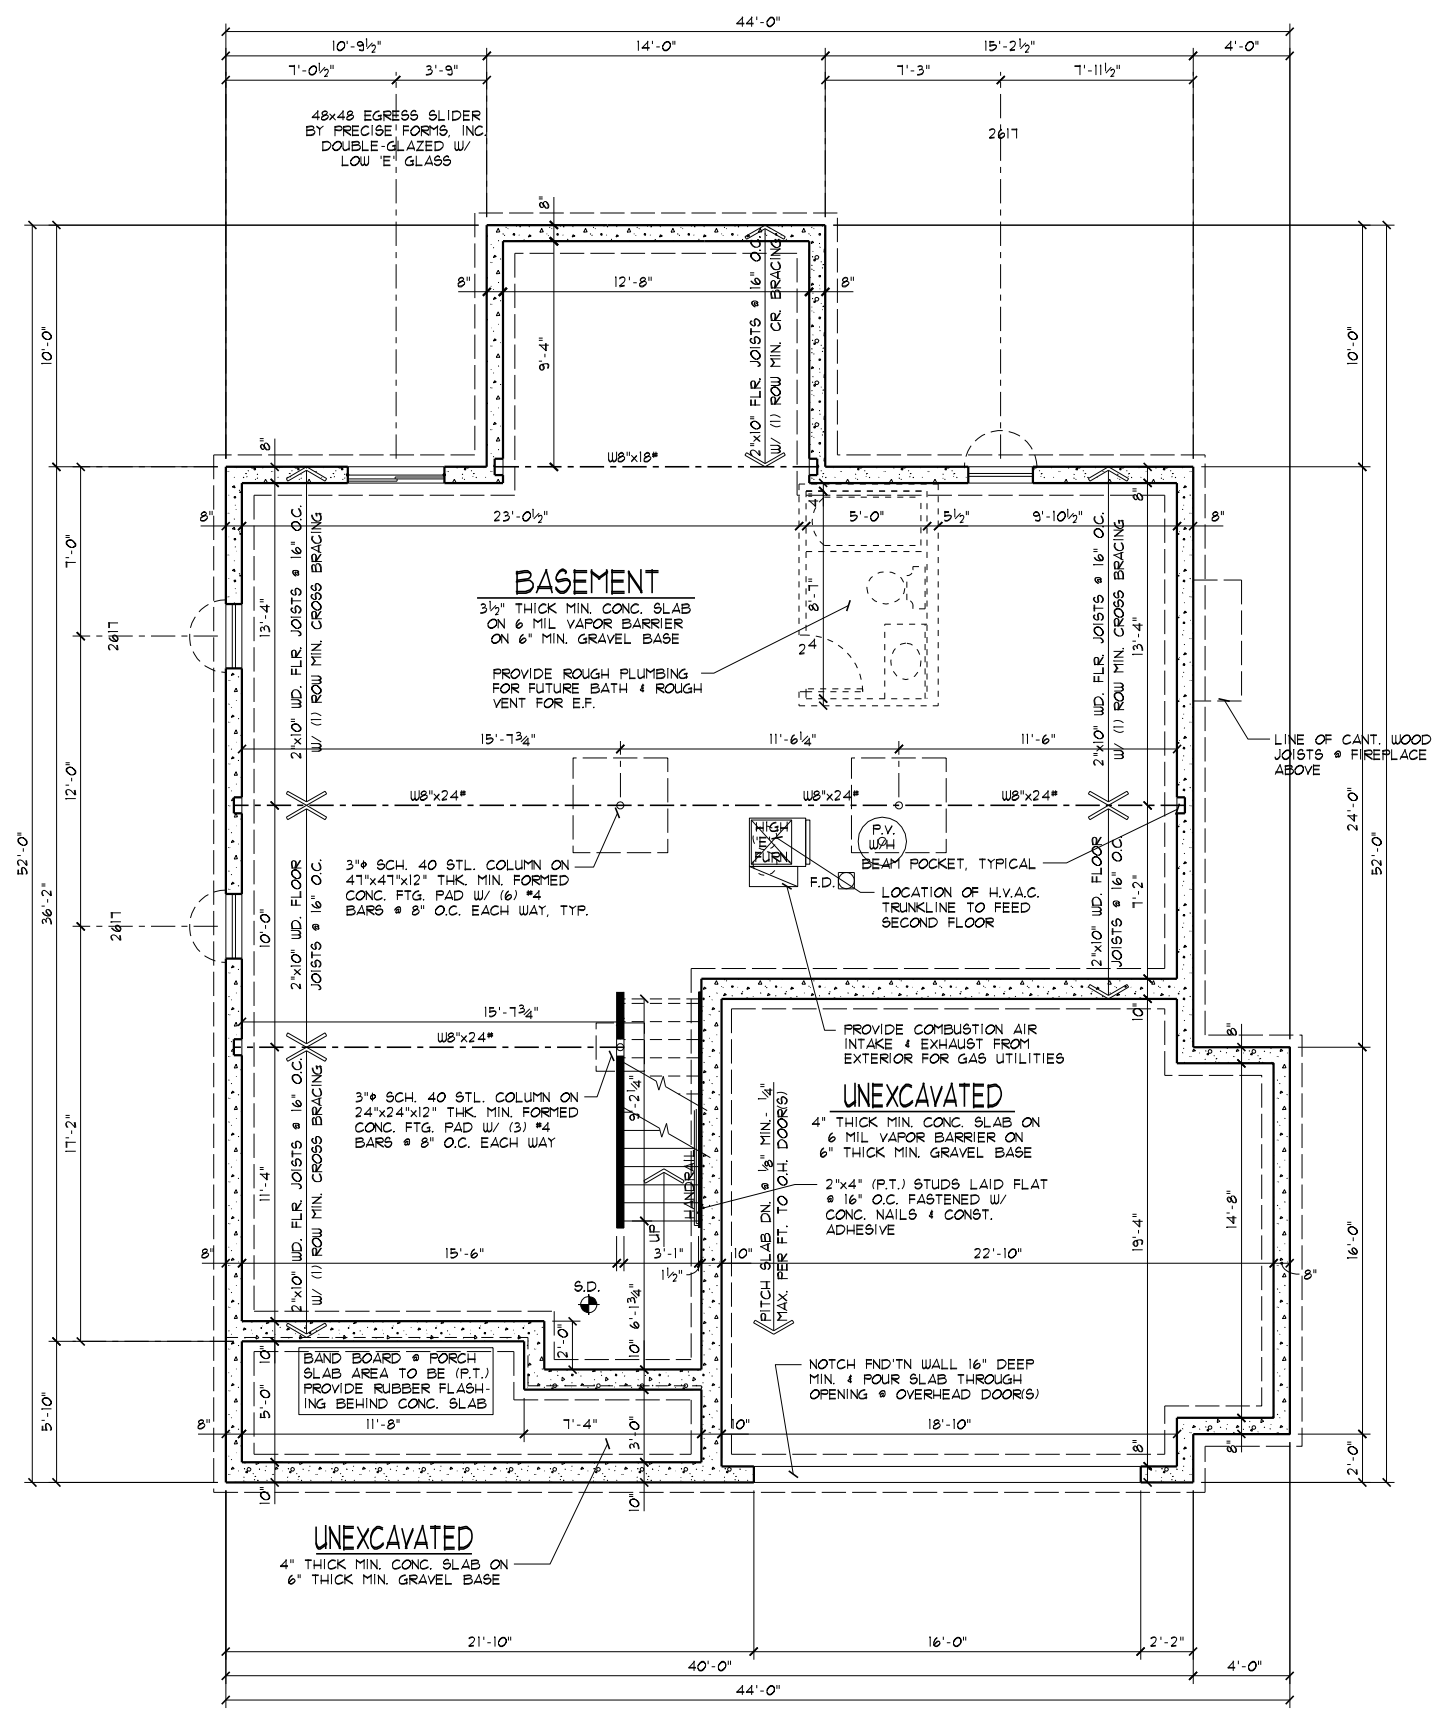 44'-0"
10'-9½"
14'-0"
15'-2½"
4'-0"
7'-0½"
3'-9"
7'-3"
7'-11½"
48x48 EGRESS SLIDER
BY PRECISE FORMS, INC.
DOUBLE-GLAZED W/
LOW 'E' GLASS
2617
8"
8"
12'-8"
8"
9'-4"
2"x10" FLR. JOISTS @ 16" O.C.
W/ (1) ROW MIN. CR. BRACING
10'-0"
10'-0"
W8"x18#
8"
8"
8"
23'-0½"
4"
5'-0"
5½"
9'-10½"
8"
7'-0"
2617
13'-4"
2"x10" WD. FLR. JOISTS @ 16" O.C.
W/ (1) ROW MIN. CROSS BRACING
BASEMENT
3½" THICK MIN. CONC. SLAB
ON 6 MIL VAPOR BARRIER
ON 6" MIN. GRAVEL BASE
PROVIDE ROUGH PLUMBING
FOR FUTURE BATH & ROUGH
VENT FOR E.F.
8'-7"
24
2"x10" WD. FLR. JOISTS @ 16" O.C.
W/ (1) ROW MIN. CROSS BRACING
13'-4"
LINE OF CANT. WOOD
JOISTS @ FIREPLACE
ABOVE
15'-7¾"
11'-6¼"
11'-6"
12'-0"
24'-0"
W8"x24#
W8"x24#
W8"x24#
52'-0"
36'-2"
52'-0"
HIGH
'E'
FURN
P.V.
W/H
BEAM POCKET, TYPICAL
F.D.
3"ϕ SCH. 40 STL. COLUMN ON
47"x47"x12" THK. MIN. FORMED
CONC. FTG. PAD W/ (6) #4
BARS @ 8" O.C. EACH WAY, TYP.
LOCATION OF H.V.A.C.
TRUNKLINE TO FEED
SECOND FLOOR
2617
10'-0"
2"x10" WD. FLOOR
JOISTS @ 16" O.C.
2"x10" WD. FLOOR
JOISTS @ 16" O.C.
7'-2"
15'-7¾"
10"
W8"x24#
PROVIDE COMBUSTION AIR
INTAKE & EXHAUST FROM
EXTERIOR FOR GAS UTILITIES
8"
3"ϕ SCH. 40 STL. COLUMN ON
24"x24"x12" THK. MIN. FORMED
CONC. FTG. PAD W/ (3) #4
BARS @ 8" O.C. EACH WAY
9'-2¼"
UNEXCAVATED
4" THICK MIN. CONC. SLAB ON
6 MIL VAPOR BARRIER ON
6" THICK MIN. GRAVEL BASE
17'-2"
11'-4"
2"x10" WD. FLR. JOISTS @ 16" O.C.
W/ (1) ROW MIN. CROSS BRACING
HANDRAIL
UP
2"x4" (P.T.) STUDS LAID FLAT
@ 16" O.C. FASTENED W/
CONC. NAILS & CONST.
ADHESIVE
PITCH SLAB DN. @ ⅛" MIN.- ¼"
MAX. PER FT. TO O.H. DOOR(S)
19'-4"
14'-8"
16'-0"
8"
15'-6"
3'-1"
1½"
10"
22'-10"
8"
S.D.
6'-1¾"
2'-0"
10"
10"
BAND BOARD @ PORCH
SLAB AREA TO BE (P.T.)
PROVIDE RUBBER FLASH-
ING BEHIND CONC. SLAB
NOTCH FND'TN WALL 16" DEEP
MIN. & POUR SLAB THROUGH
OPENING @ OVERHEAD DOOR(S)
5'-10"
5'-0"
8"
11'-8"
7'-4"
3'-0"
10"
18'-10"
8"
8"
2'-0"
10"
10"
UNEXCAVATED
4" THICK MIN. CONC. SLAB ON
6" THICK MIN. GRAVEL BASE
21'-10"
16'-0"
2'-2"
40'-0"
4'-0"
44'-0"